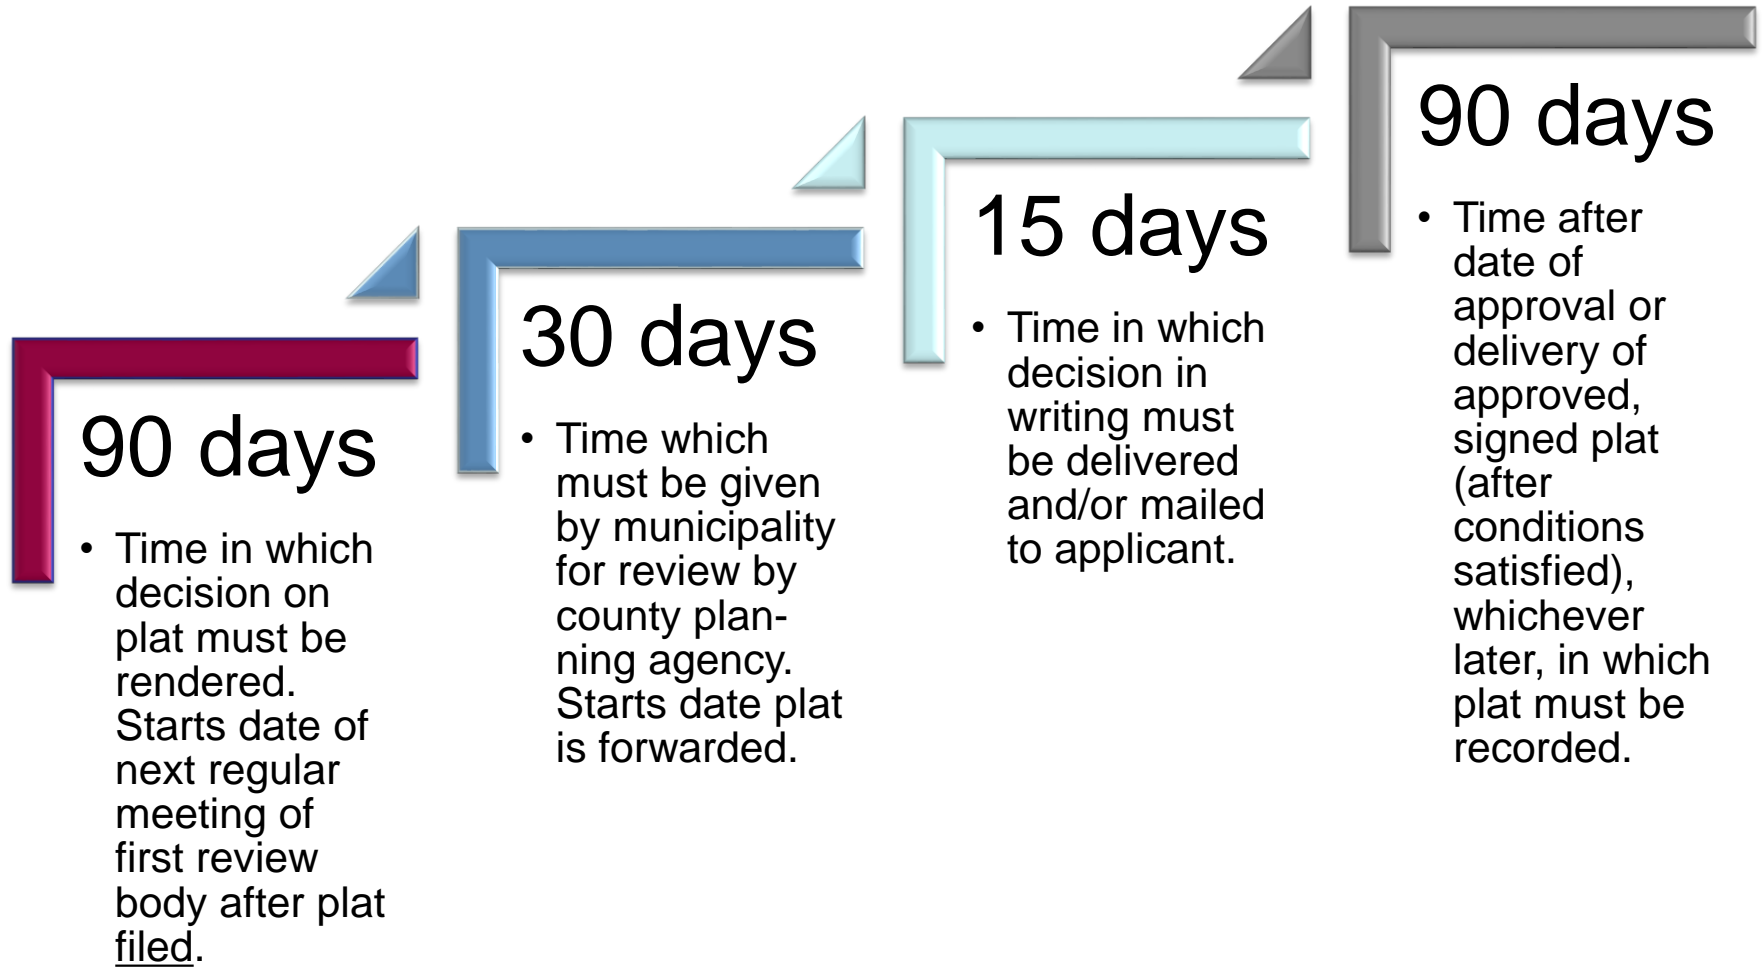 90 days
• Time in which
decision on
plat must be
rendered.
Starts date of
next regular
meeting of
first review
body after plat
filed.
30 days
• Time which
must be given
by municipality
for review by
county plan-
ning agency.
Starts date plat
is forwarded.
15 days
• Time in which
decision in
writing must
be delivered
and/or mailed
to applicant.
90 days
• Time after
date of
approval or
delivery of
approved,
signed plat
(after
conditions
satisfied),
whichever
later, in which
plat must be
recorded.